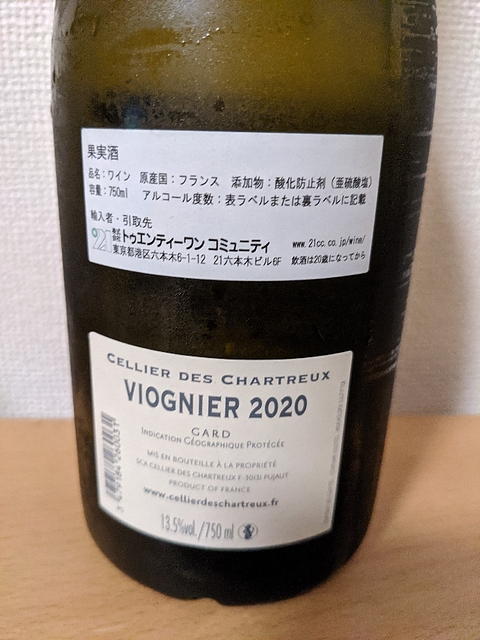 果実酒
品名：ワイン 原産国：フランス 添加物：酸化防止剤（亜硫酸塩）
容量：750ml アルコール度数：表ラベルまたは裏ラベルに記載
輸入者・引取先
株式会社 トゥエンティーワン コミュニティ www.21cc.co.jp/wine/
東京都港区六本木6-1-12 21六本木ビル6F 飲酒は20歳になってから
CELLIER DES CHARTREUX
VIOGNIER 2020
GARD
INDICATION GÉOGRAPHIQUE PROTÉGÉE
MIS EN BOUTEILLE À LA PROPRIÉTÉ
SCA CELLIER DES CHARTREUX F-30131 PUJAUT
PRODUCT OF FRANCE
www.cellierdeschartreux.fr
13.5%vol./750 ml